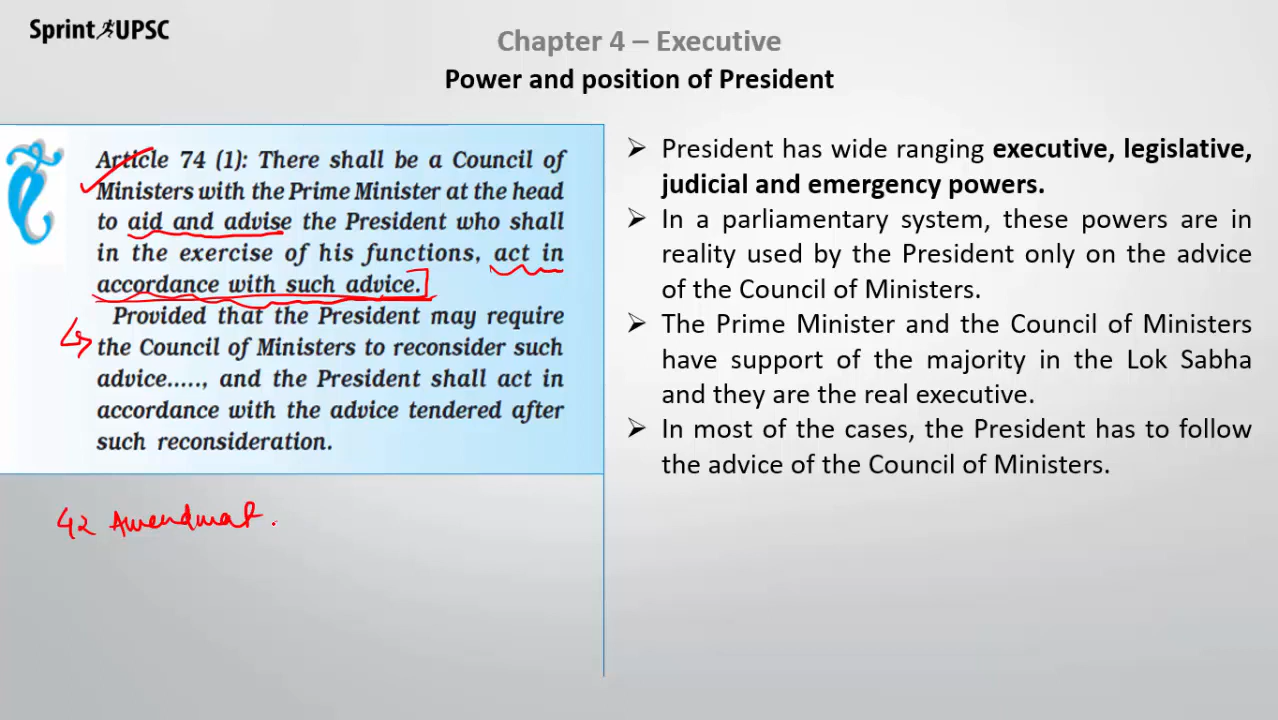 Sprint UPSC
Chapter 4 – Executive
Power and position of President
Article 74 (1): There shall be a Council of
Ministers with the Prime Minister at the head
to aid and advise the President who shall
in the exercise of his functions, act in
accordance with such advice.
Provided that the President may require
the Council of Ministers to reconsider such
advice....., and the President shall act in
accordance with the advice tendered after
such reconsideration.
42 Amendmat.
➢ President has wide ranging executive, legislative,
judicial and emergency powers.
➢ In a parliamentary system, these powers are in
reality used by the President only on the advice
of the Council of Ministers.
➢ The Prime Minister and the Council of Ministers
have support of the majority in the Lok Sabha
and they are the real executive.
➢ In most of the cases, the President has to follow
the advice of the Council of Ministers.